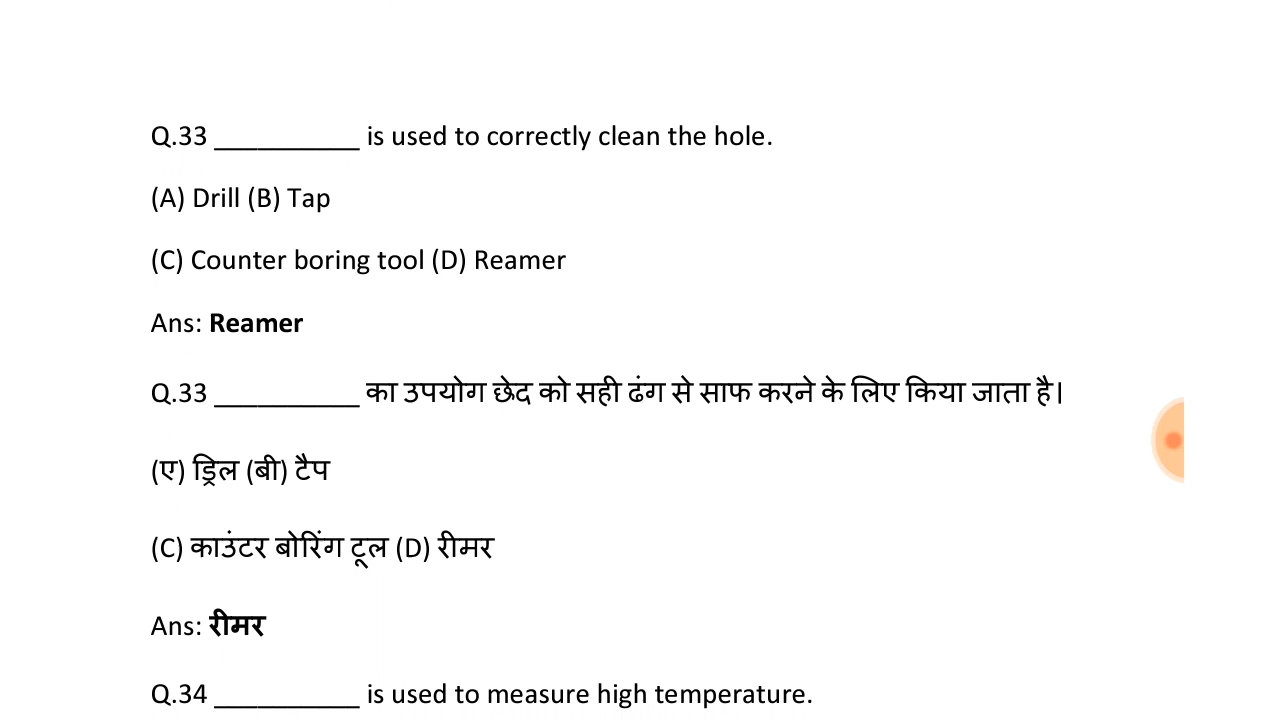 Q.33 __________ is used to correctly clean the hole.
(A) Drill (B) Tap
(C) Counter boring tool (D) Reamer
Ans: Reamer
Q.33 __________ का उपयोग छेद को सही ढंग से साफ करने के लिए किया जाता है।
(ए) ड्रिल (बी) टैप
(C) काउंटर बोरिंग टूल (D) रीमर
Ans: रीमर
Q.34 __________ is used to measure high temperature.